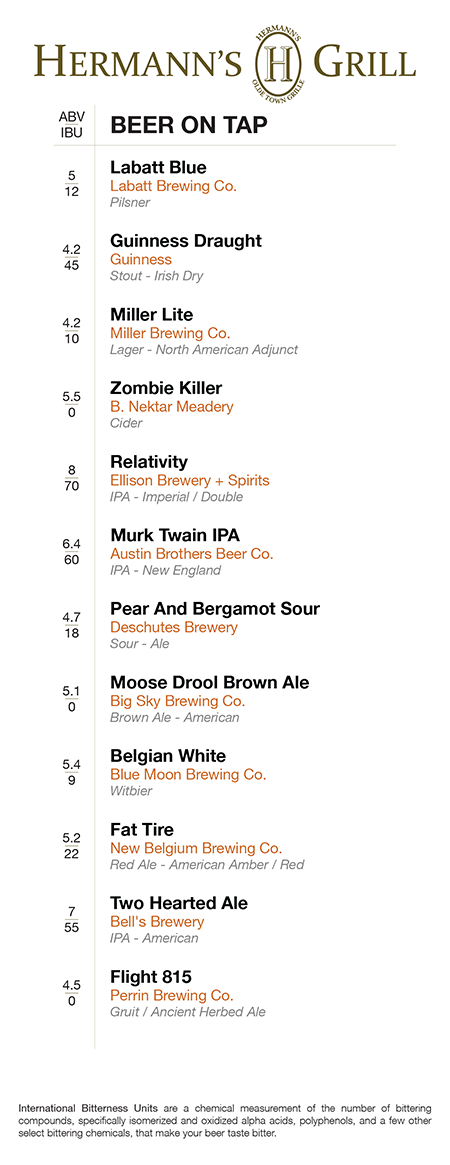 HERMANN'S
HERMANN'S
H
OLDE TOWN GRILLE
GRILL
ABV
IBU
BEER ON TAP
5
12
Labatt Blue
Labatt Brewing Co.
Pilsner
4.2
45
Guinness Draught
Guinness
Stout - Irish Dry
4.2
10
Miller Lite
Miller Brewing Co.
Lager - North American Adjunct
5.5
0
Zombie Killer
B. Nektar Meadery
Cider
8
70
Relativity
Ellison Brewery + Spirits
IPA - Imperial / Double
6.4
60
Murk Twain IPA
Austin Brothers Beer Co.
IPA - New England
4.7
18
Pear And Bergamot Sour
Deschutes Brewery
Sour - Ale
5.1
0
Moose Drool Brown Ale
Big Sky Brewing Co.
Brown Ale - American
5.4
9
Belgian White
Blue Moon Brewing Co.
Witbier
5.2
22
Fat Tire
New Belgium Brewing Co.
Red Ale - American Amber / Red
7
55
Two Hearted Ale
Bell's Brewery
IPA - American
4.5
0
Flight 815
Perrin Brewing Co.
Gruit / Ancient Herbed Ale
International Bitterness Units are a chemical measurement of the number of bittering
compounds, specifically isomerized and oxidized alpha acids, polyphenols, and a few other
select bittering chemicals, that make your beer taste bitter.